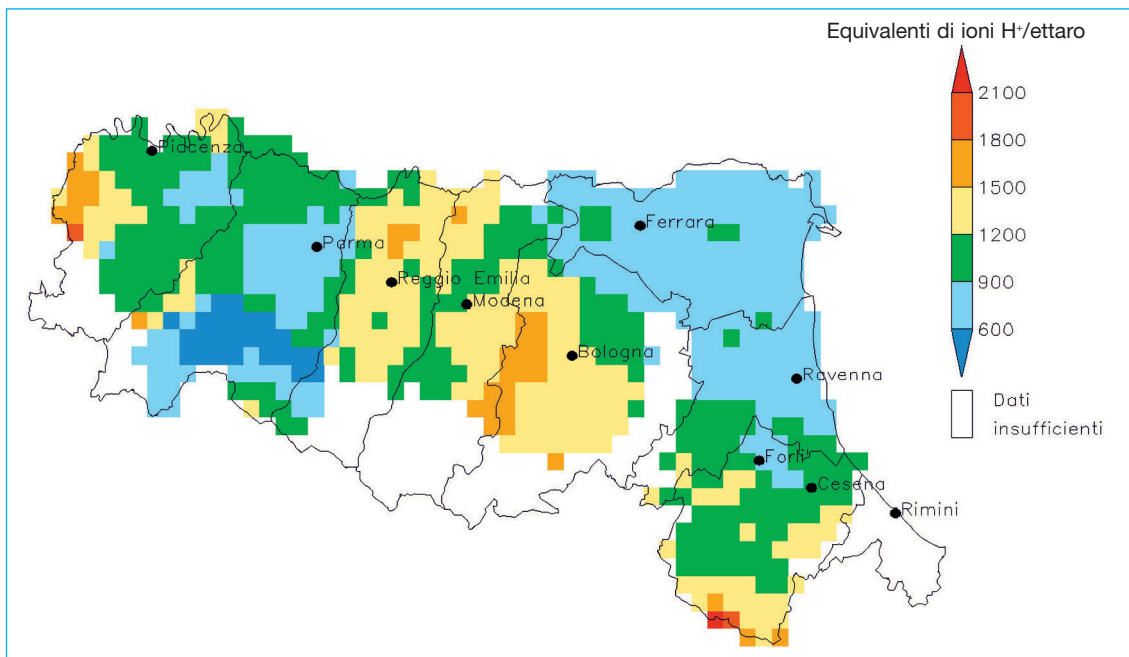 Equivalenti di ioni H⁺/ettaro
2100
1800
1500
1200
900
600
Dati
insufficienti
Piacenza
Parma
Reggio Emilia
Modena
Bologna
Ferrara
Ravenna
Forli'
Cesena
Rimini